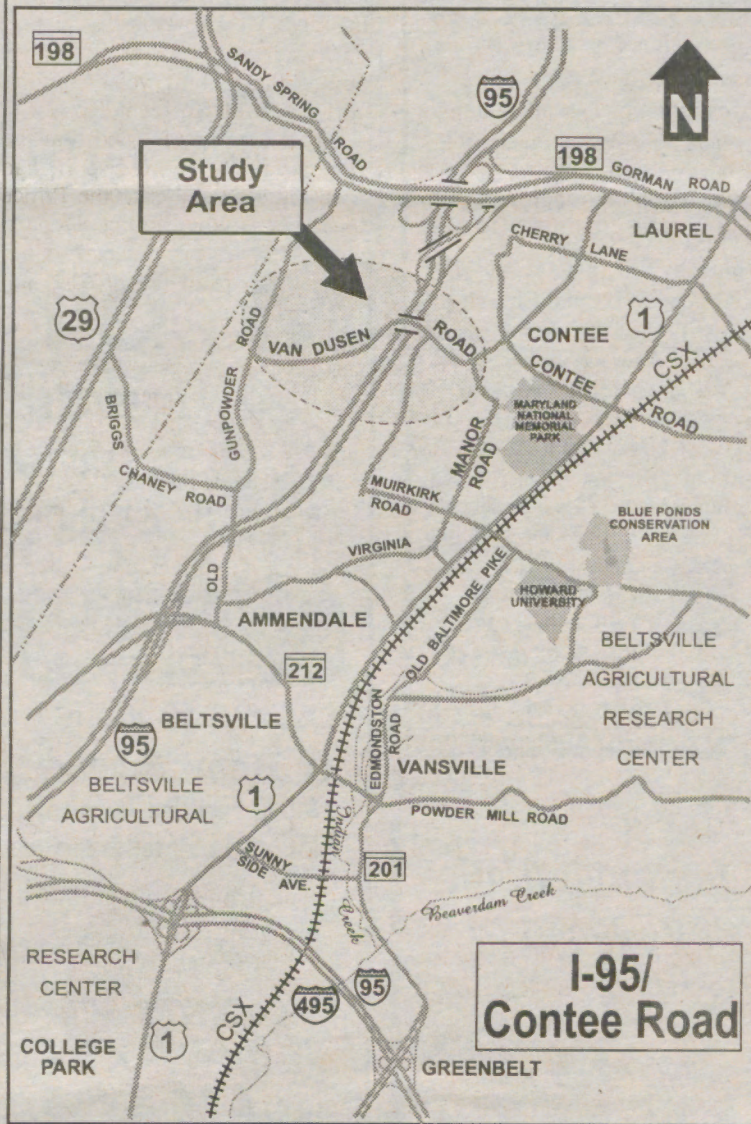 198
SANDY SPRING
ROAD
95
N
198
GORMAN ROAD
Study
Area
LAUREL
CHERRY LANE
29
1
VAN DUSEN
ROAD
GUNPOWDER
ROAD
CONTEE
CSX
CONTEE
ROAD
BRIGGS
CHANEY ROAD
MARYLAND
NATIONAL
MEMORIAL
PARK
MANOR
ROAD
MUIRKIRK
ROAD
BLUE PONDS
CONSERVATION
AREA
VIRGINIA
OLD
HOWARD
UNIVERSITY
AMMENDALE
OLD BALTIMORE PIKE
BELTSVILLE
AGRICULTURAL
RESEARCH
CENTER
212
BELTSVILLE
95
EDMONDSTON
ROAD
VANSVILLE
BELTSVILLE
AGRICULTURAL
1
POWDER MILL ROAD
Indian
Creek
SUNNY
SIDE
AVE.
201
Beaverdam Creek
RESEARCH
CENTER
I-95/
Contee Road
95
495
CSX
COLLEGE
PARK
1
GREENBELT